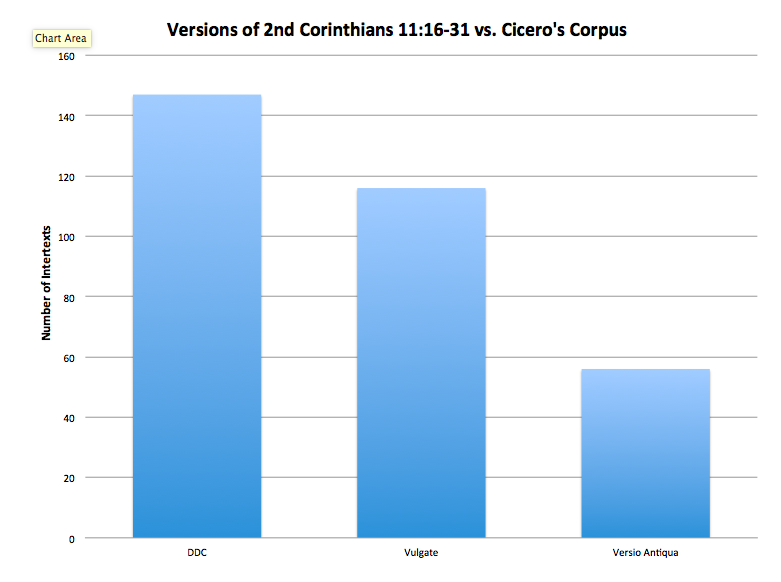 Versions of 2nd Corinthians 11:16-31 vs. Cicero's Corpus
Chart Area
160
140
120
100
80
60
40
20
0
Number of Intertexts
DDC
Vulgate
Versio Antiqua